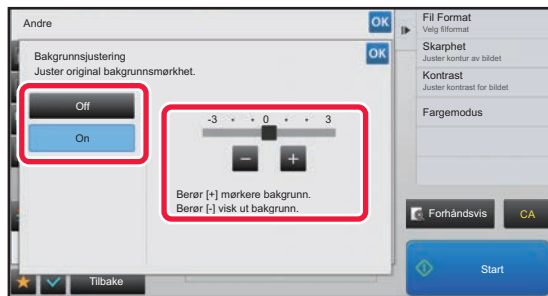 Andre
OK
Bakgrunnsjustering
Juster original bakgrunnsmørkhet.
OK
Off
On
-3 • • 0 • • 3
Berør [+] mørkere bakgrunn.
Berør [-] visk ut bakgrunn.
Tilbake
Fil Format
Velg filformat
Skarphet
Juster kontur av bildet
Kontrast
Juster kontrast for bildet
Fargemodus
Forhåndsvis
CA
Start